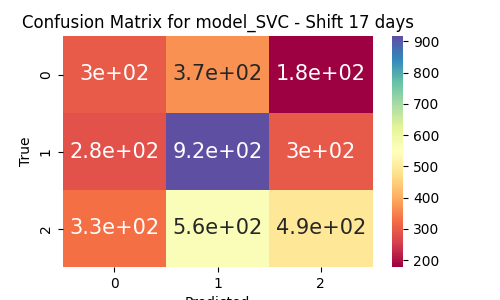 Confusion Matrix for model_SVC - Shift 17 days
0 3e+02 3.7e+02 1.8e+02
1 2.8e+02 9.2e+02 3e+02
2 3.3e+02 5.6e+02 4.9e+02
True
0 1 2
Predicted
900
800
700
600
500
400
300
200